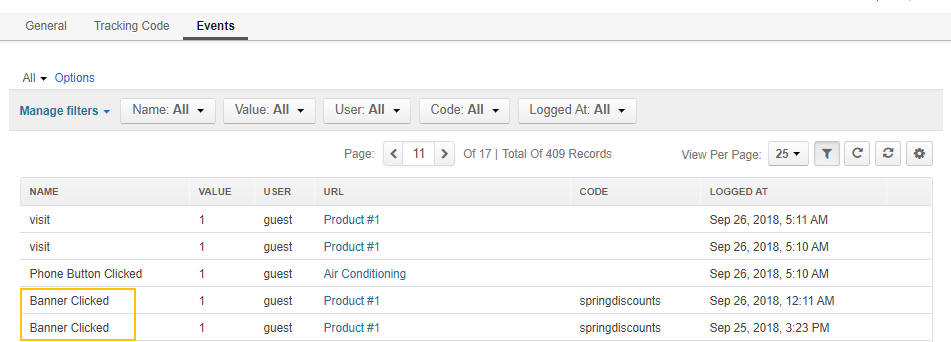 General Tracking Code Events
All Options
Manage filters Name: All Value: All User: All Code: All Logged At: All
Page: 11 Of 17 | Total Of 409 Records View Per Page: 25
NAME VALUE USER URL CODE LOGGED AT
visit 1 guest Product #1 Sep 26, 2018, 5:11 AM
visit 1 guest Product #1 Sep 26, 2018, 5:10 AM
Phone Button Clicked 1 guest Air Conditioning Sep 26, 2018, 5:10 AM
Banner Clicked 1 guest Product #1 springdiscounts Sep 26, 2018, 12:11 AM
Banner Clicked 1 guest Product #1 springdiscounts Sep 25, 2018, 3:23 PM